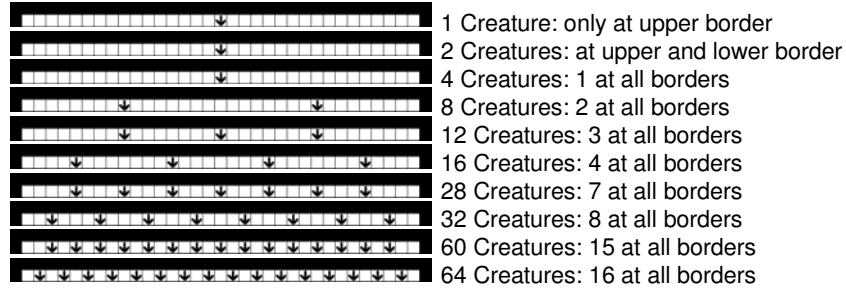 1 Creature: only at upper border
2 Creatures: at upper and lower border
4 Creatures: 1 at all borders
8 Creatures: 2 at all borders
12 Creatures: 3 at all borders
16 Creatures: 4 at all borders
28 Creatures: 7 at all borders
32 Creatures: 8 at all borders
60 Creatures: 15 at all borders
64 Creatures: 16 at all borders